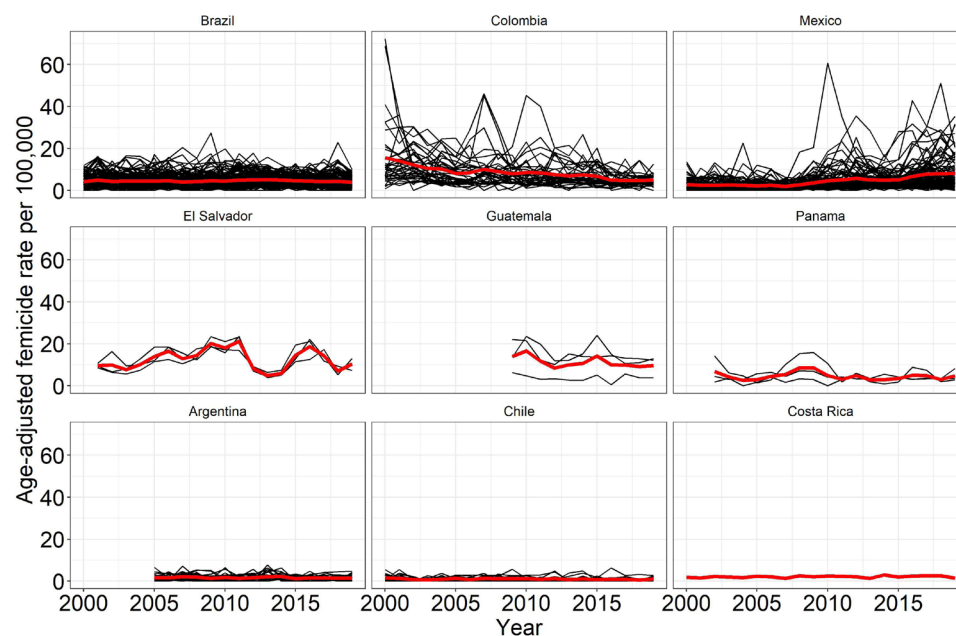 Brazil
Colombia
Mexico
60
40
20
0
El Salvador
Guatemala
Panama
60
40
20
0
Argentina
Chile
Costa Rica
60
40
20
0
2000 2005 2010 2015
2000 2005 2010 2015
2000 2005 2010 2015
Year
Age-adjusted femicide rate per 100,000